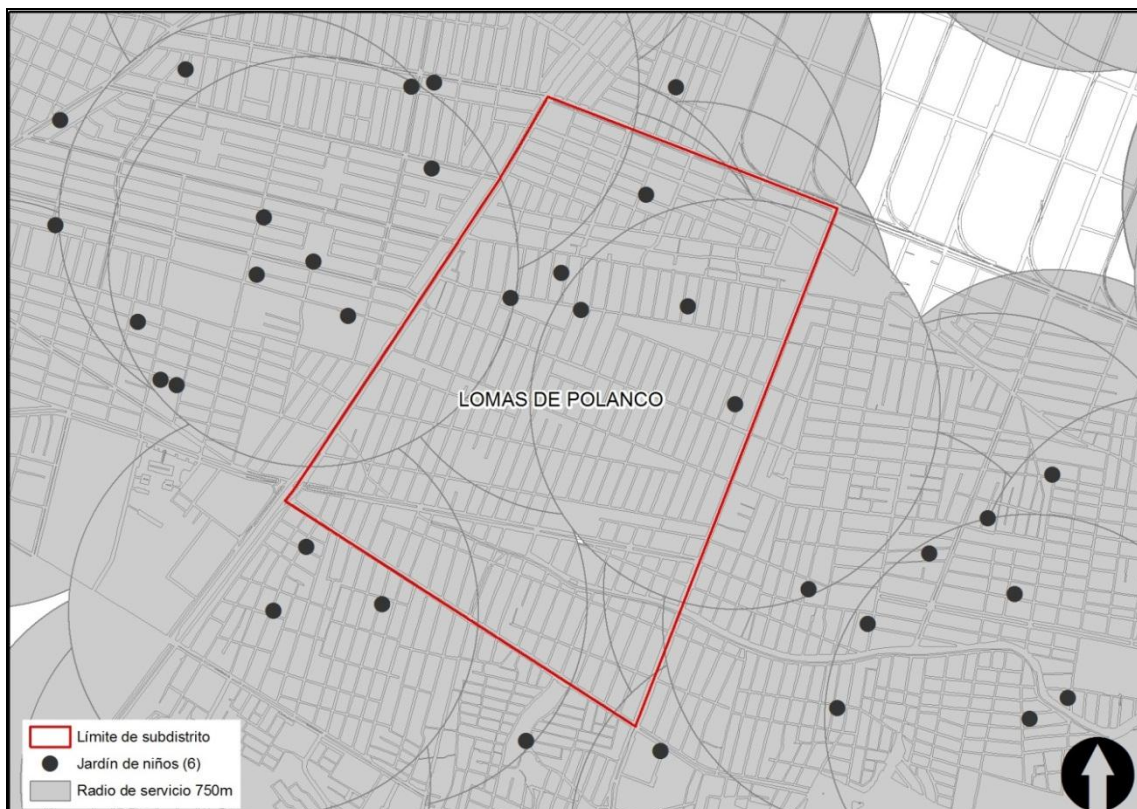 LOMAS DE POLANCO
Límite de subdistrito
Jardín de niños (6)
Radio de servicio 750m